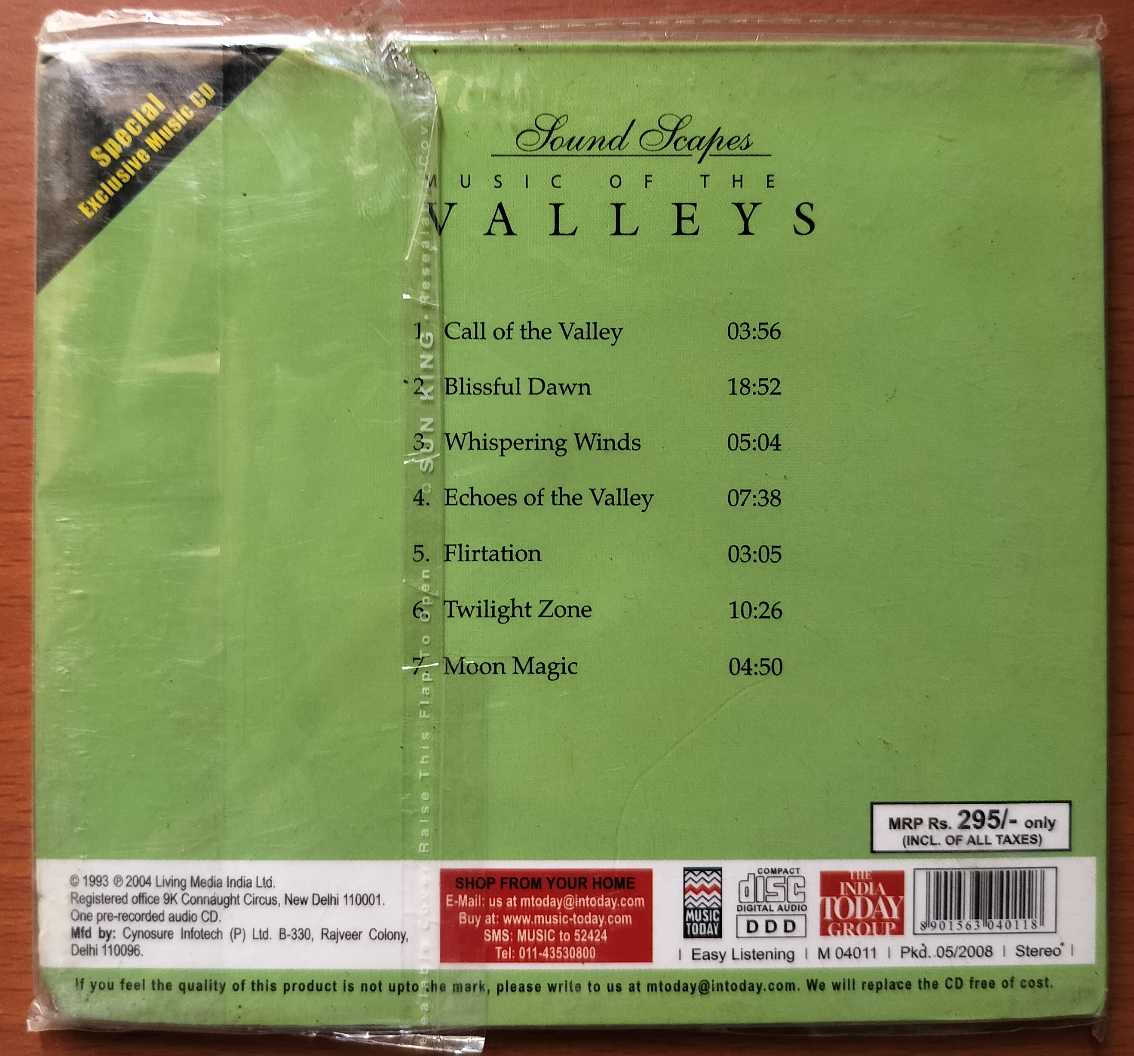 Special
Exclusive Music CD
Sound Scapes
MUSIC OF THE
VALLEYS
1. Call of the Valley 03:56
2. Blissful Dawn 18:52
3. Whispering Winds 05:04
4. Echoes of the Valley 07:38
5. Flirtation 03:05
6. Twilight Zone 10:26
7. Moon Magic 04:50
Raise This Flap To Open SUN KING
MRP Rs. 295/- only
(INCL. OF ALL TAXES)
© 1993 ℗ 2004 Living Media India Ltd.
Registered office 9K Connaught Circus, New Delhi 110001.
One pre-recorded audio CD.
Mfd by: Cynosure Infotech (P) Ltd. B-330, Rajveer Colony,
Delhi 110096.
SHOP FROM YOUR HOME
E-Mail: us at mtoday@intoday.com
Buy at: www.music-today.com
SMS: MUSIC to 52424
Tel: 011-43530800
MUSIC
TODAY
COMPACT
disc
DIGITAL AUDIO
DDD
THE
INDIA
TODAY
GROUP
8901563 040118
| Easy Listening | M 04011 | Pkd. 05/2008 | Stereo |
If you feel the quality of this product is not upto the mark, please write to us at mtoday@intoday.com. We will replace the CD free of cost.